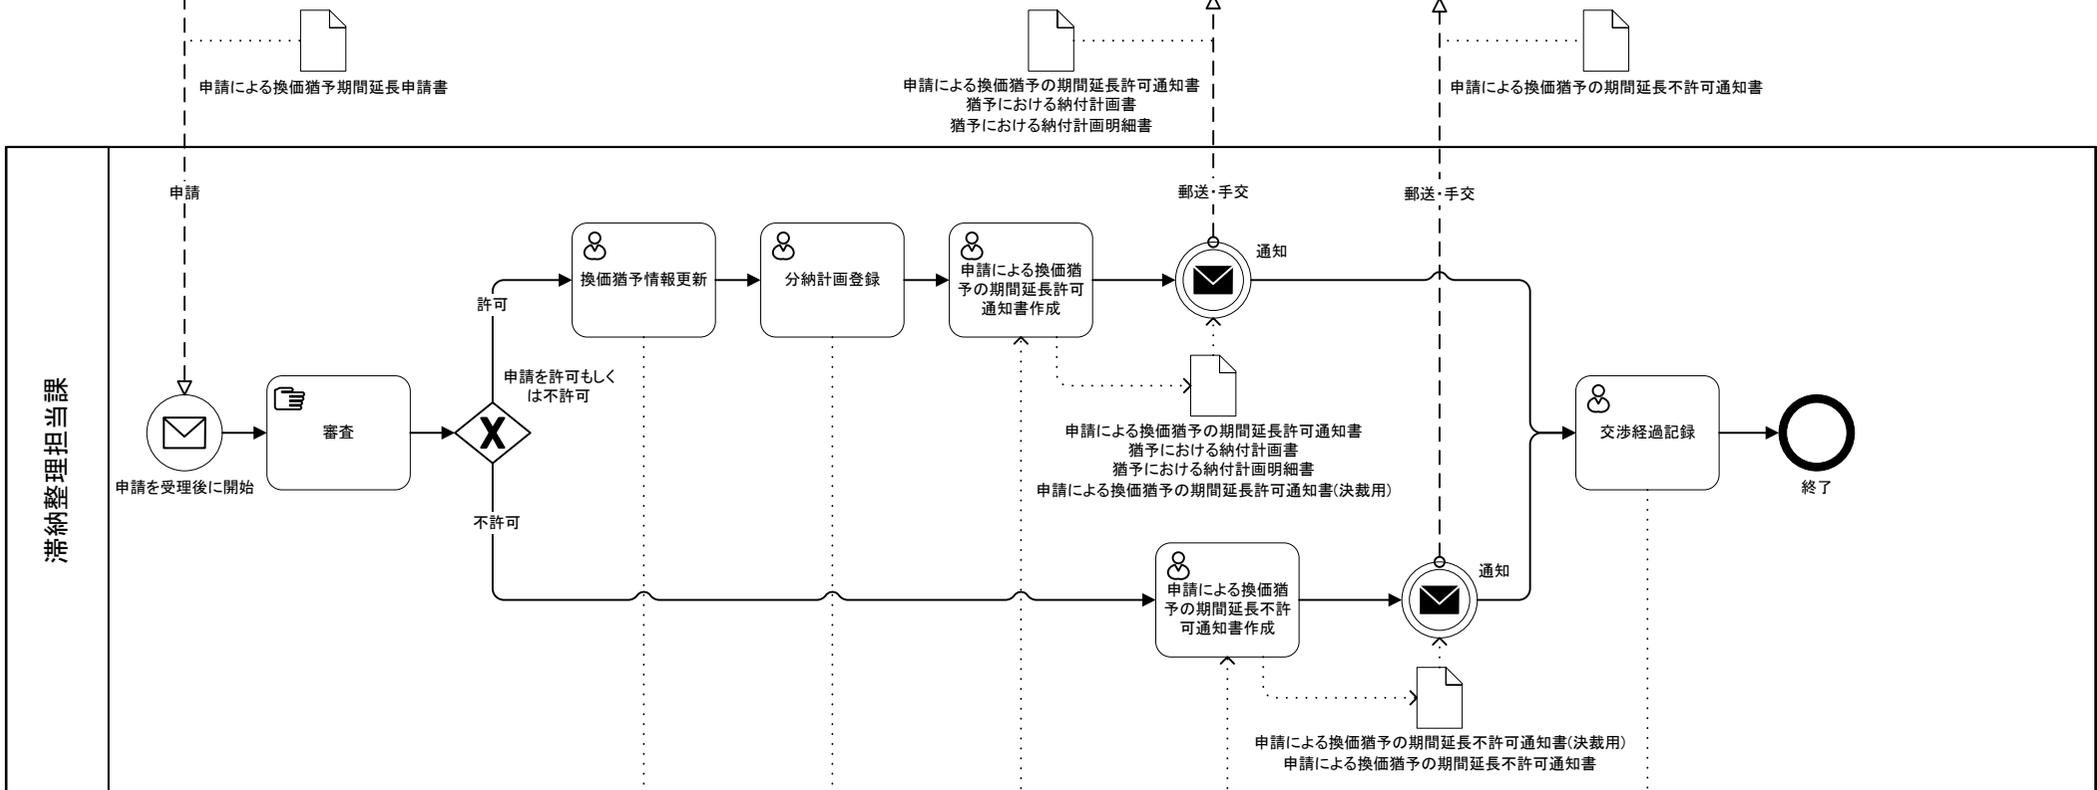 申請による換価猶予期間延長申請書
申請による換価猶予の期間延長許可通知書
猶予における納付計画書
猶予における納付計画明細書
申請による換価猶予の期間延長不許可通知書
滞納整理担当課
申請
郵送・手交
郵送・手交
換価猶予情報更新
分納計画登録
申請による換価猶
予の期間延長許可
通知書作成
通知
許可
申請を許可もしく
は不許可
審査
申請を受理後に開始
申請による換価猶予の期間延長許可通知書
猶予における納付計画書
猶予における納付計画明細書
申請による換価猶予の期間延長許可通知書(決裁用)
交渉経過記録
終了
不許可
申請による換価猶
予の期間延長不許
可通知書作成
通知
申請による換価猶予の期間延長不許可通知書(決裁用)
申請による換価猶予の期間延長不許可通知書